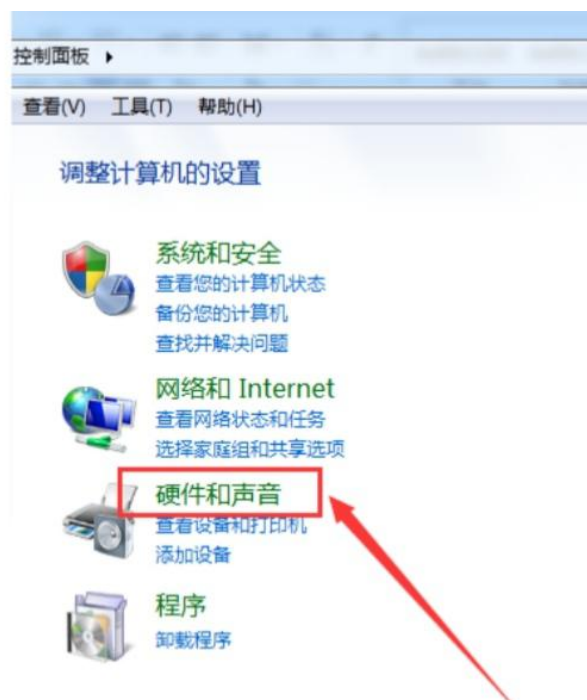 控制面板
查看(V) 工具(T) 帮助(H)
调整计算机的设置
系统和安全
查看您的计算机状态
备份您的计算机
查找并解决问题
网络和 Internet
查看网络状态和任务
选择家庭组和共享选项
硬件和声音
查看设备和打印机
添加设备
程序
卸载程序